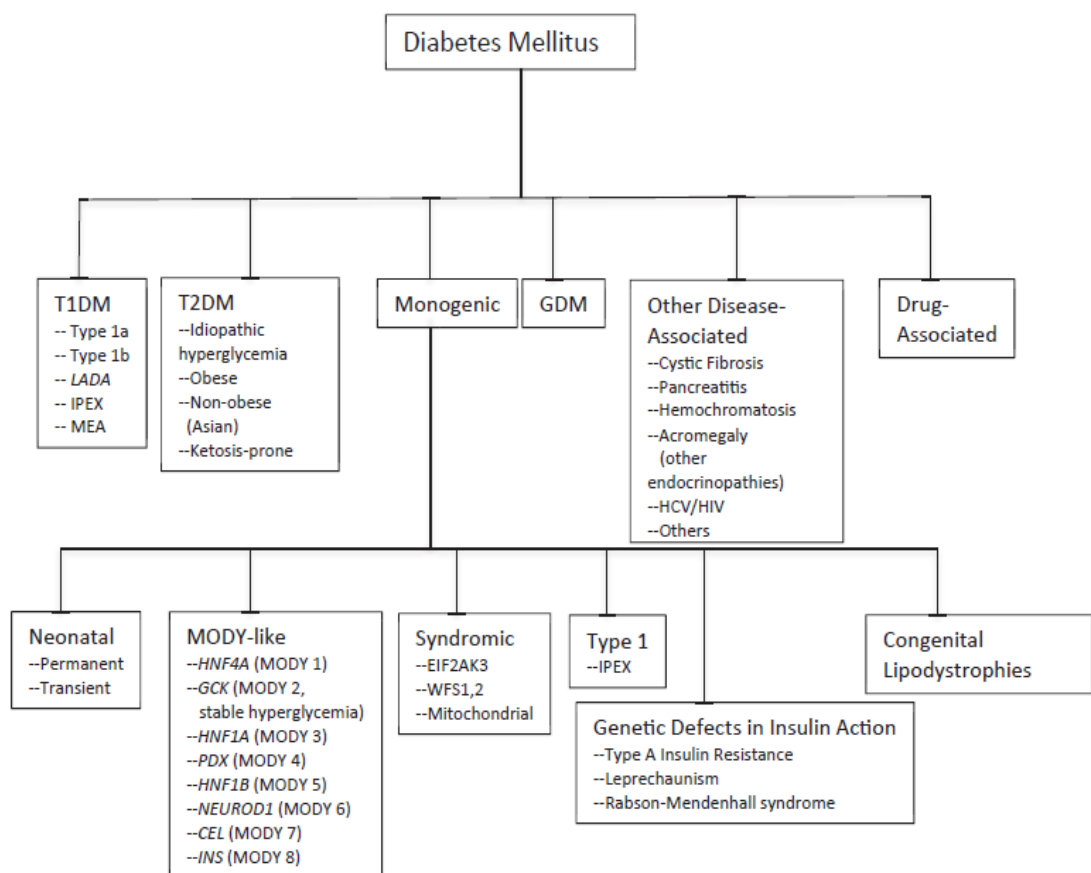 Diabetes Mellitus
T1DM
-- Type 1a
-- Type 1b
-- LADA
-- IPEX
-- MEA
T2DM
--Idiopathic
hyperglycemia
--Obese
--Non-obese
(Asian)
--Ketosis-prone
Monogenic
GDM
Other Disease-
Associated
--Cystic Fibrosis
--Pancreatitis
--Hemochromatosis
--Acromegaly
(other
endocrinopathies)
--HCV/HIV
--Others
Drug-
Associated
Neonatal
--Permanent
--Transient
MODY-like
--HNF4A (MODY 1)
--GCK (MODY 2,
stable hyperglycemia)
--HNF1A (MODY 3)
--PDX (MODY 4)
--HNF1B (MODY 5)
--NEUROD1 (MODY 6)
--CEL (MODY 7)
--INS (MODY 8)
Syndromic
--EIF2AK3
--WFS1,2
--Mitochondrial
Type 1
--IPEX
Genetic Defects in Insulin Action
--Type A Insulin Resistance
--Leprechaunism
--Rabson-Mendenhall syndrome
Congenital
Lipodystrophies